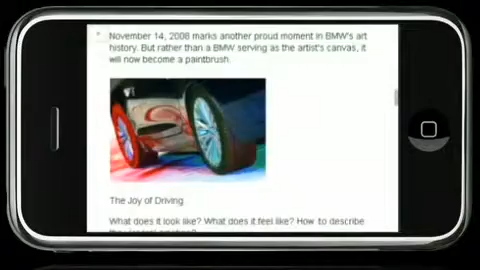 November 14, 2008 marks another proud moment in BMW's art
history. But rather than a BMW serving as the artist's canvas, it
will now become a paintbrush.
The Joy of Driving
What does it look like? What does it feel like? How to describe